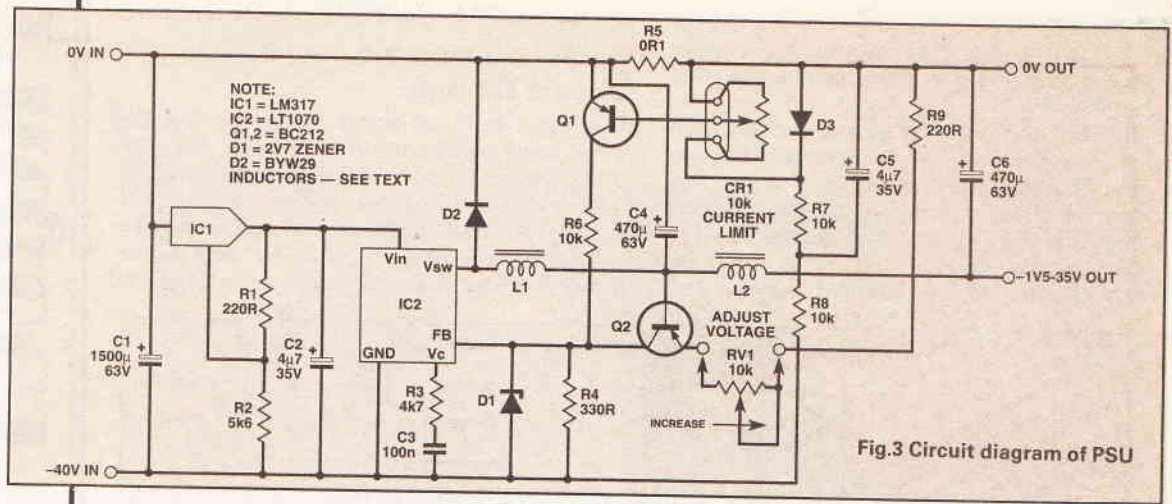 0V IN
NOTE:
IC1 = LM317
IC2 = LT1070
Q1,2 = BC212
D1 = 2V7 ZENER
D2 = BYW29
INDUCTORS — SEE TEXT
R5
0R1
0V OUT
Q1
D3
R9
220R
C5
4µ7
35V
C6
470µ
63V
CR1
10k
CURRENT
LIMIT
D2
R6
10k
C4
470µ
63V
R7
10k
IC1
Vin
Vsw
L1
L2
–1V5-35V OUT
IC2
R1
220R
R8
10k
ADJUST
VOLTAGE
Q2
FB
GND
Vc
C1
1500µ
63V
C2
4µ7
35V
RV1
10k
R3
4k7
D1
R4
330R
R2
5k6
C3
100n
INCREASE
–40V IN
Fig.3 Circuit diagram of PSU